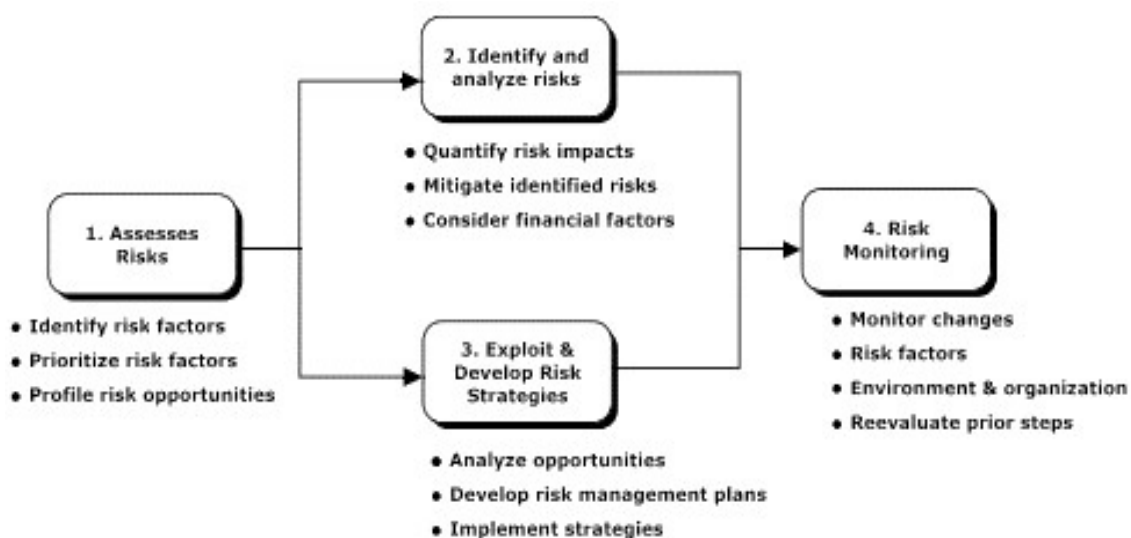 2. Identify and
analyze risks
● Quantify risk impacts
● Mitigate identified risks
● Consider financial factors
1. Assesses
Risks
● Identify risk factors
● Prioritize risk factors
● Profile risk opportunities
3. Exploit &
Develop Risk
Strategies
● Analyze opportunities
● Develop risk management plans
● Implement strategies
4. Risk
Monitoring
● Monitor changes
● Risk factors
● Environment & organization
● Reevaluate prior steps